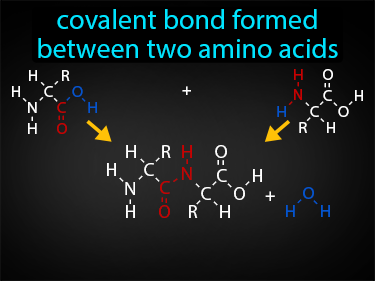 covalent bond formed
between two amino acids
H R O H
H N C C O
H N C +
H O H O C R H
H R H O
H N C C N C C O H
H O R H + H O H